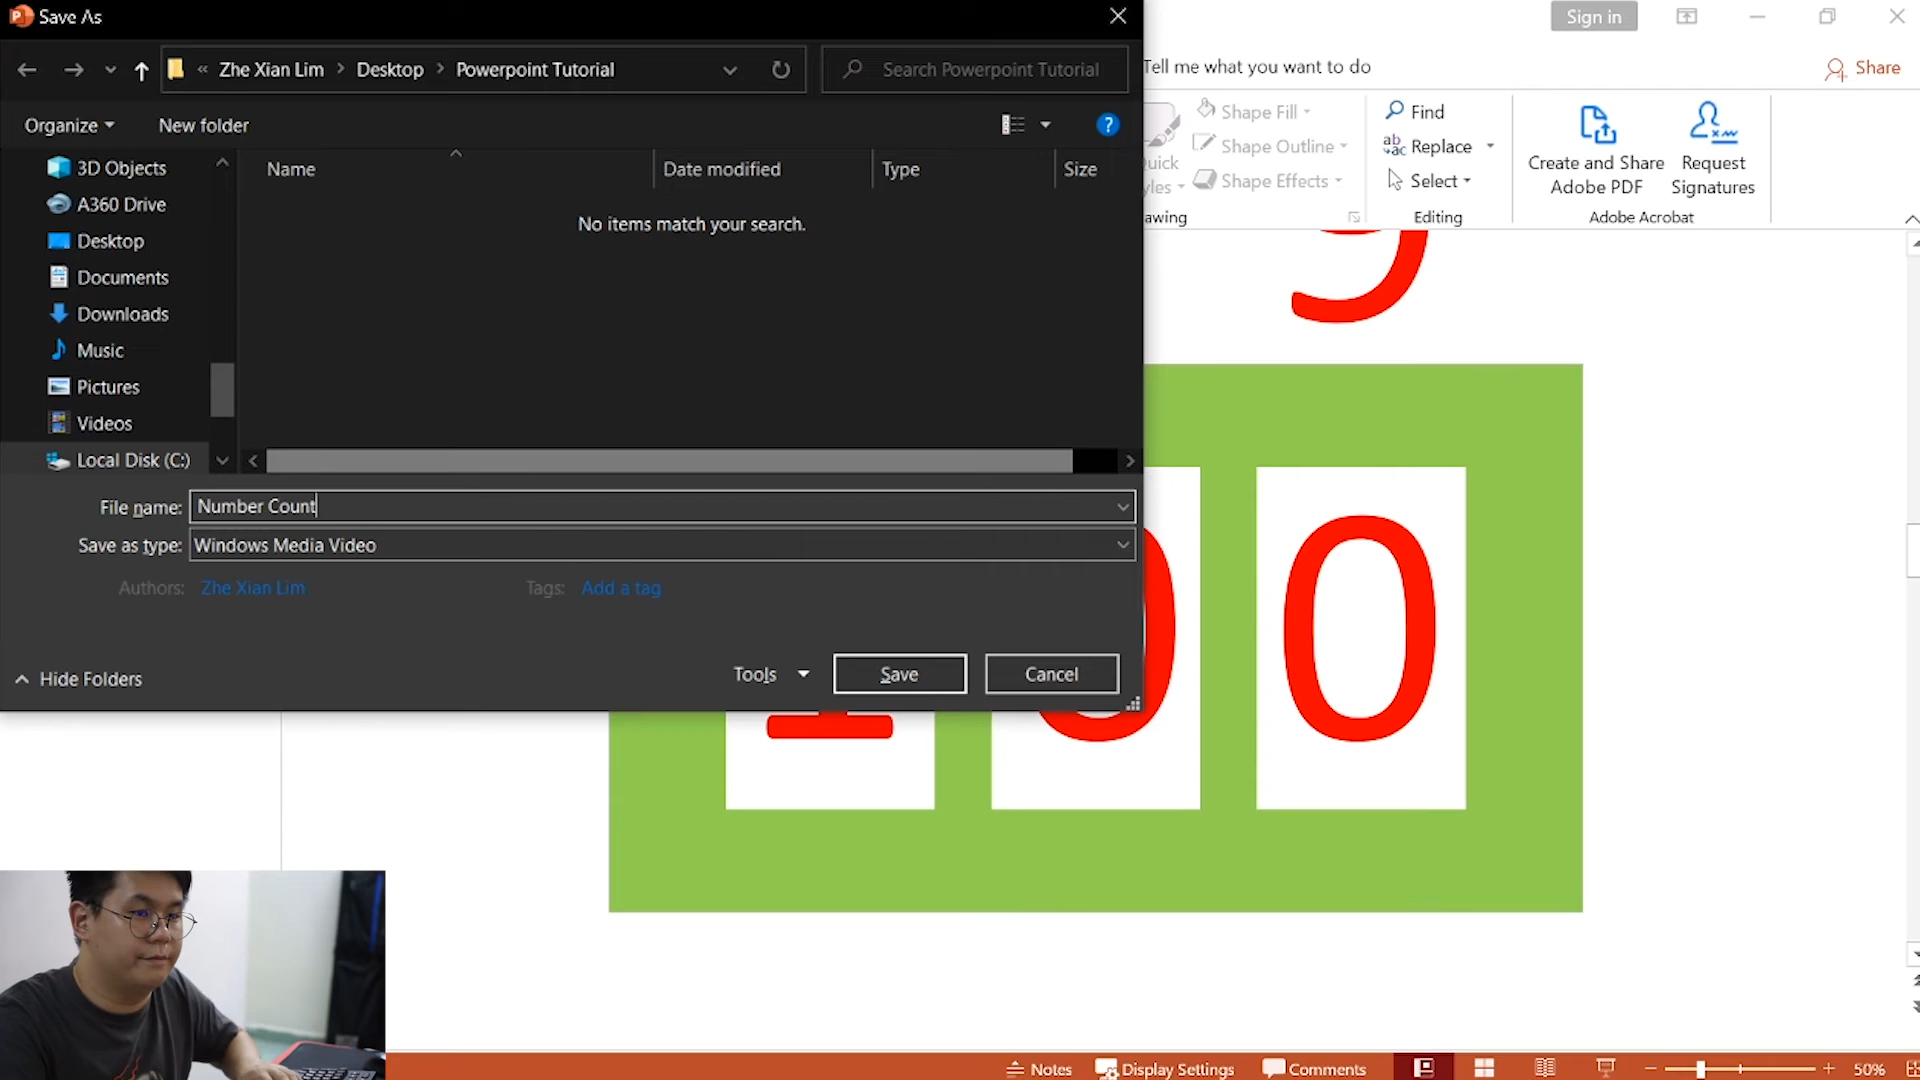 Save As
Sign in
« Zhe Xian Lim > Desktop > Powerpoint Tutorial
Search Powerpoint Tutorial
Tell me what you want to do
Share
Organize
New folder
?
Name
Date modified
Type
Size
No items match your search.
3D Objects
A360 Drive
Desktop
Documents
Downloads
Music
Pictures
Videos
Local Disk (C:)
File name: Number Count
Save as type: Windows Media Video
Authors: Zhe Xian Lim
Tags: Add a tag
Hide Folders
Tools
Save
Cancel
Shape Fill
Shape Outline
Shape Effects
Find
Replace
Select
Editing
Create and Share
Adobe PDF
Request
Signatures
Adobe Acrobat
0
Notes
Display Settings
Comments
50%